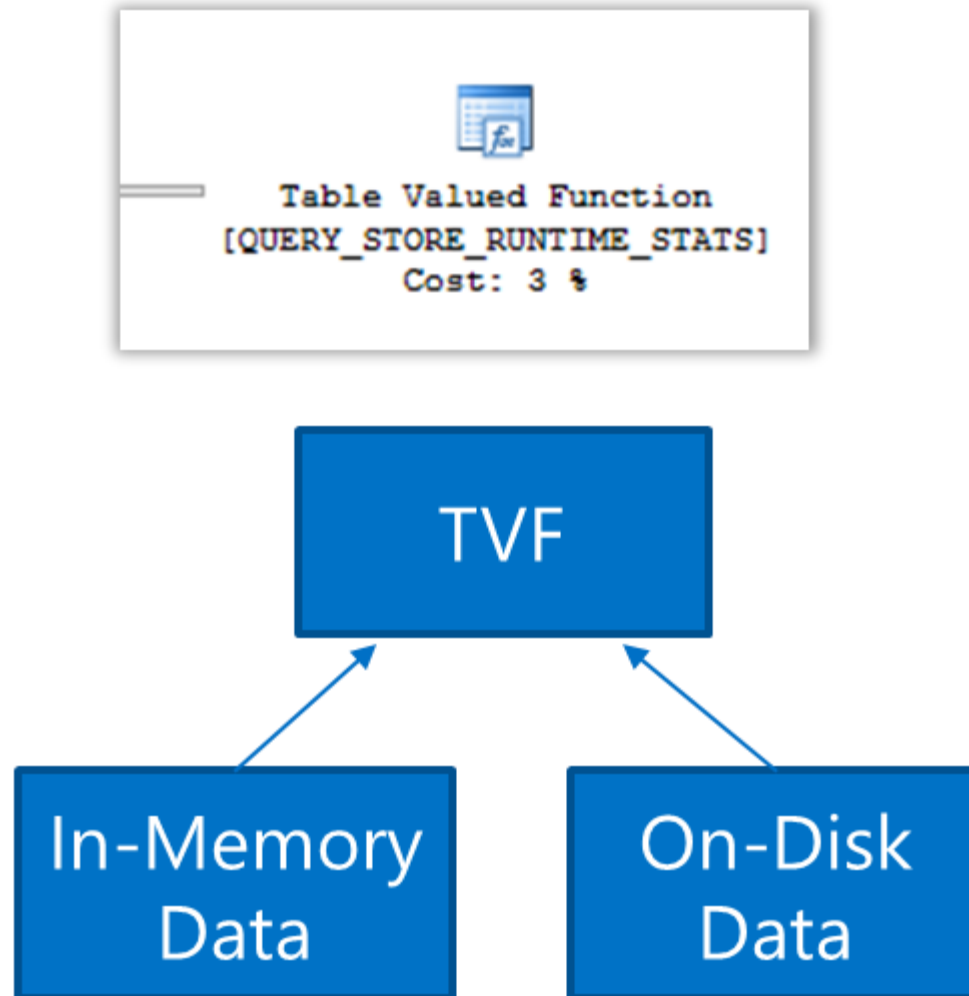 Table Valued Function
[QUERY_STORE_RUNTIME_STATS]
Cost: 3 %
TVF
In-Memory
Data
On-Disk
Data